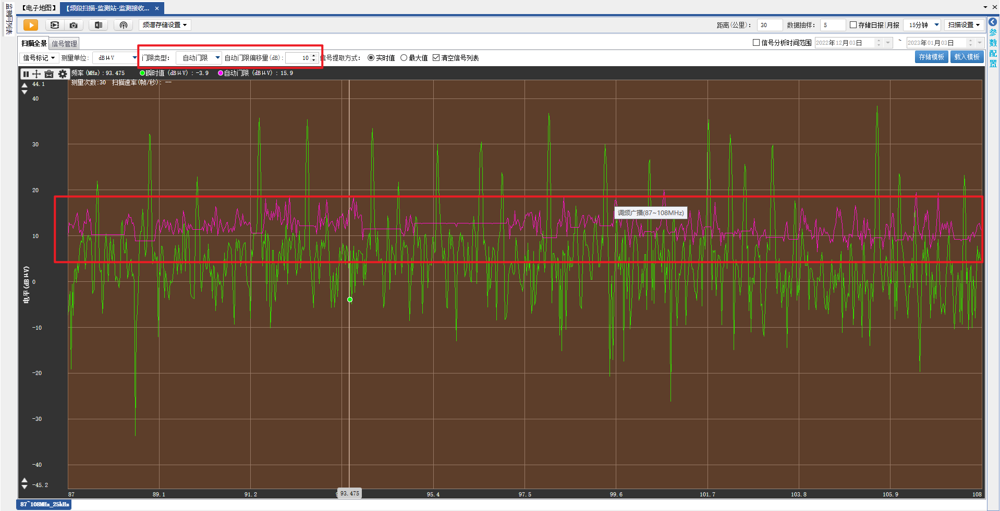 监测网列表
【电子地图】
【频段扫描-监测站-监测接收... ×
频谱存储设置
距离(公里):
30
数据抽样:
5
存储日报|月报
15分钟
扫描设置
参数配置
扫描全景
信号管理
信号分析时间范围
2022年12月03日
~
2023年01月03日
信号标记
测量单位:
dBμV
门限类型:
自动门限
自动门限偏移量(dB):
10
信号提取方式:
实时值
最大值
清空信号列表
存储模板
载入模板
频率(MHz):93.475
瞬时值(dBμV):-3.9
自动门限(dBμV):15.9
测量次数:30 扫描速率(帧/秒): —
44.1
40
30
20
10
0
-10
-20
-30
-40
-45.2
电平(dBμV)
调频广播(87~108MHz)
87
89.1
91.2
93.475
95.4
97.5
99.6
101.7
103.8
105.9
108
87~108MHz_25kHz